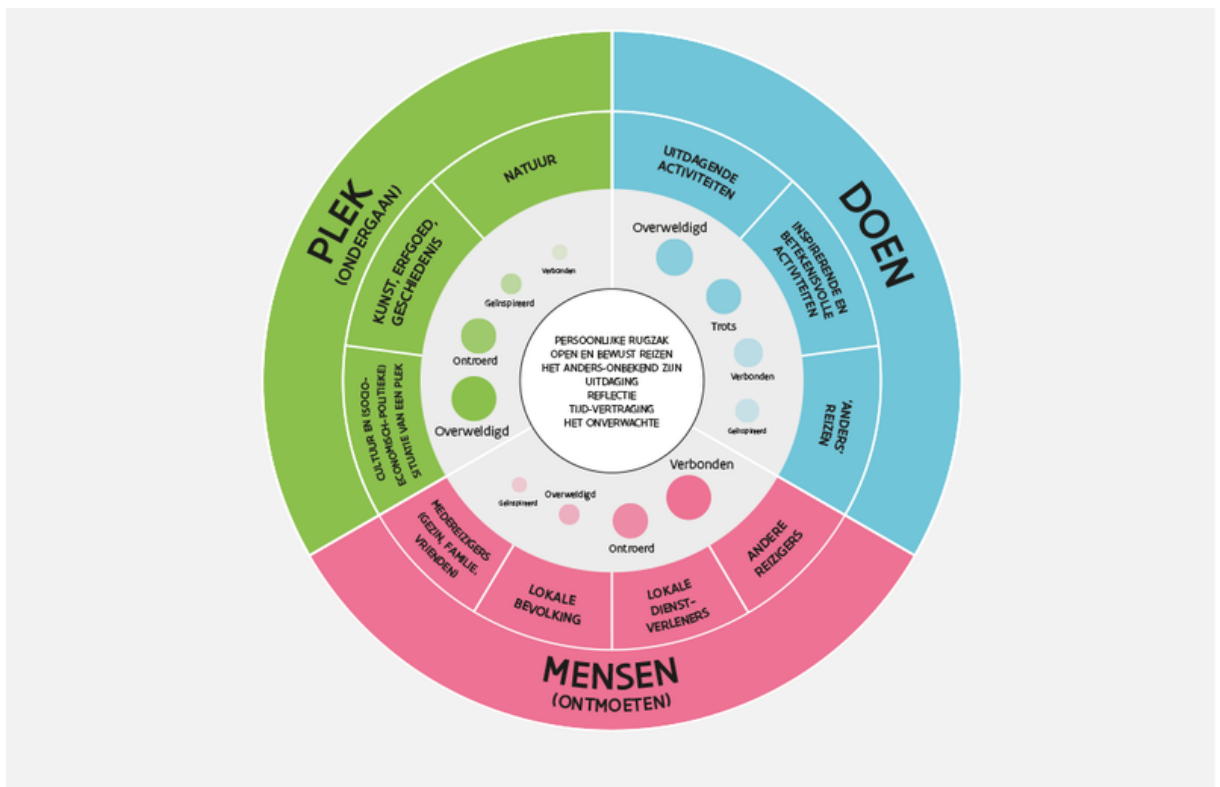 PLEK
(ONDERGAAN)
NATUUR
KUNST, ERFGOED,
GESCHIEDENIS
CULTUUR EN (SOCIO-
ECONOMISCH-POLITIEKE)
SITUATIE VAN EEN PLEK
DOEN
UITDAGENDE
ACTIVITEITEN
INSPIRERENDE EN
BETEKENISVOLLE
ACTIVITEITEN
'ANDERS'
REIZEN
MENSEN
(ONTMOETEN)
MEDEREIZIGERS
(GEZIN, FAMILIE,
VRIENDEN)
LOKALE
BEVOLKING
LOKALE
DIENST-
VERLENERS
ANDERE
REIZIGERS
Verbonden
Geïnspireerd
Ontroerd
Overweldigd
Overweldigd
Trots
Verbonden
Geïnspireerd
Geïnspireerd
Overweldigd
Ontroerd
Verbonden
PERSOONLIJKE RUGZAK
OPEN EN BEWUST REIZEN
HET ANDERS-ONBEKEND ZIJN
UITDAGING
REFLECTIE
TIJD-VERTRAGING
HET ONVERWACHTE